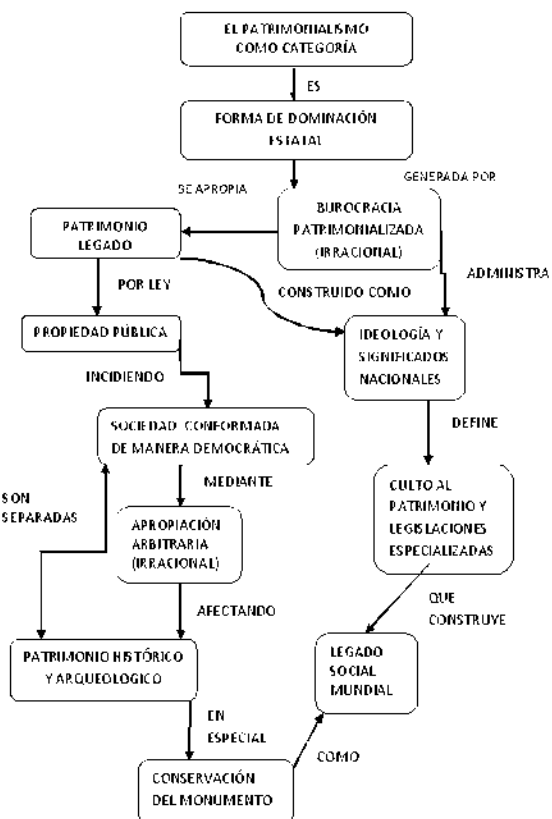 EL PATRIMONIALISMO
COMO CATEGORÍA
ES
FORMA DE DOMINACIÓN
ESTATAL
SE APROPIA
GENERADA POR
BUROCRACIA
PATRIMONIALIZADA
(IRRACIONAL)
PATRIMONIO
LEGADO
ADMINISTRA
POR LEY
CONSTRUIDO COMO
PROPIEDAD PÚBLICA
IDEOLOGÍA Y
SIGNIFICADOS
NACIONALES
INCIDIENDO
SOCIEDAD CONFORMADA
DE MANERA DEMOCRÁTICA
DEFINE
MEDIANTE
SON
SEPARADAS
CULTO AL
PATRIMONIO Y
LEGISLACIONES
ESPECIALIZADAS
APROPIACIÓN
ARBITRARIA
(IRRACIONAL)
AFECTANDO
QUE
CONSTRUYE
PATRIMONIO HISTÓRICO
Y ARQUEOLOGICO
LEGADO
SOCIAL
MUNDIAL
EN
ESPECIAL
COMO
CONSERVACIÓN
DEL MONUMENTO